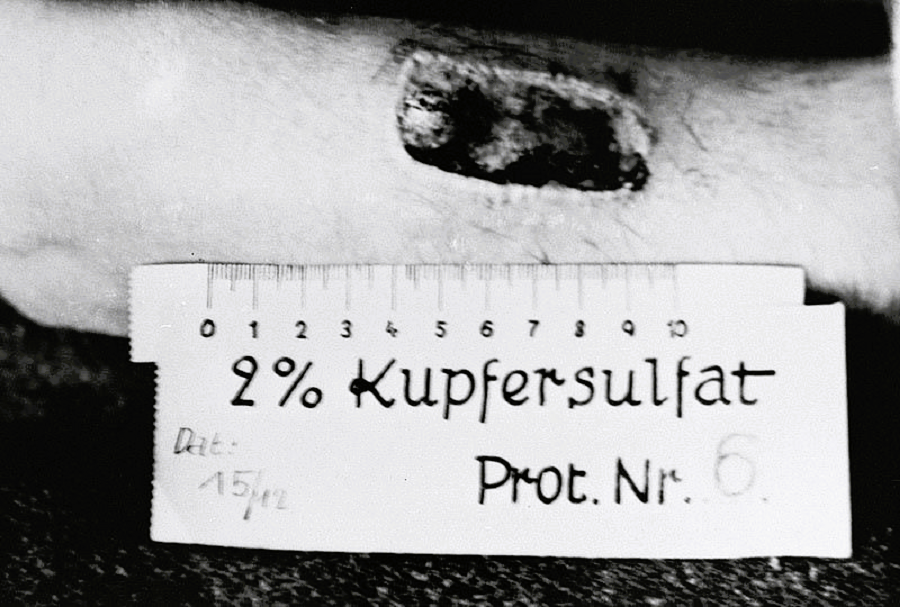 0 1 2 3 4 5 6 7 8 9 10
2% Kupfersulfat
Dat:
15/12
Prot. Nr. 6.